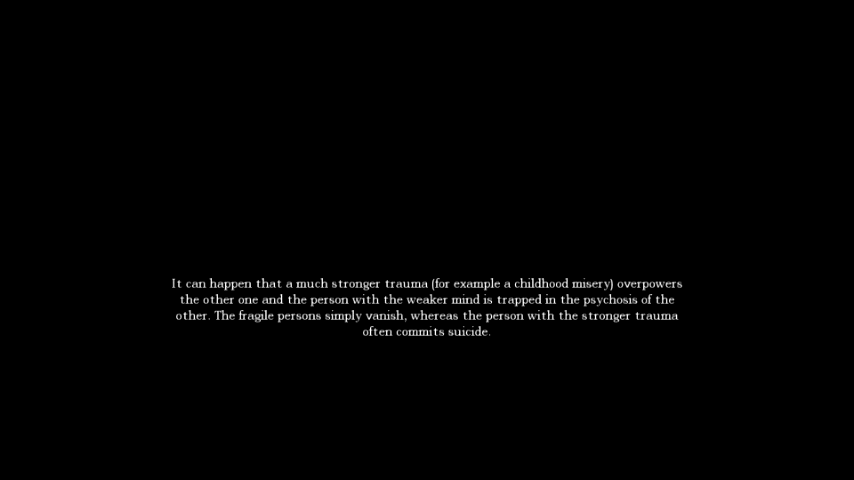 It can happen that a much stronger trauma (for example a childhood misery) overpowers
the other one and the person with the weaker mind is trapped in the psychosis of the
other. The fragile persons simply vanish, whereas the person with the stronger trauma
often commits suicide.